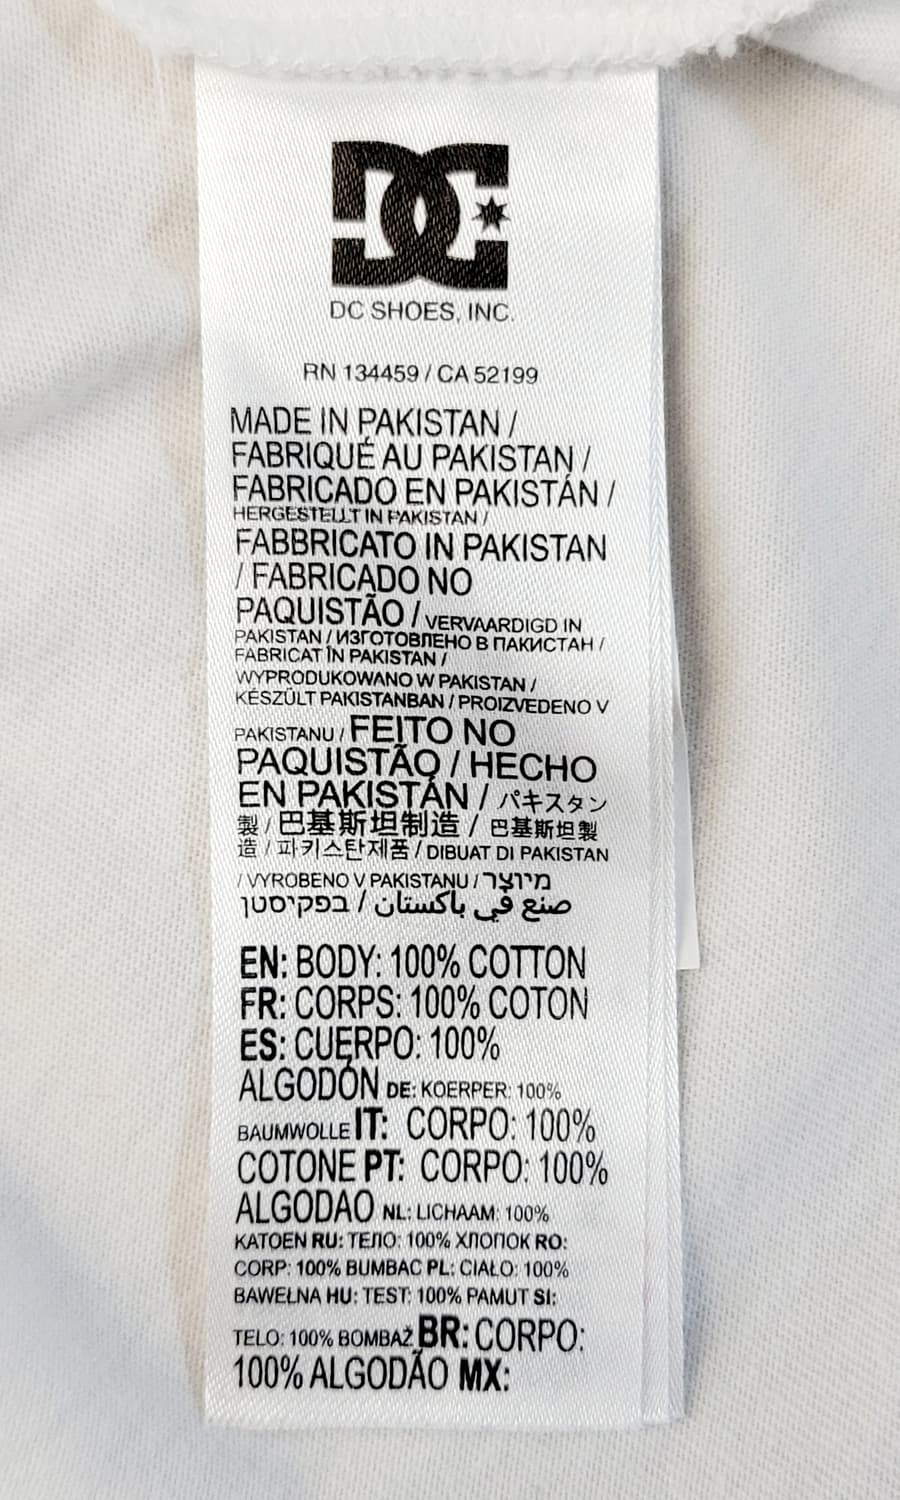 DC
DC SHOES, INC.
RN 134459 / CA 52199
MADE IN PAKISTAN /
FABRIQUÉ AU PAKISTAN /
FABRICADO EN PAKISTÁN /
HERGESTELLT IN PAKISTAN /
FABBRICATO IN PAKISTAN
/ FABRICADO NO
PAQUISTÃO / VERVAARDIGD IN
PAKISTAN / ИЗГОТОВЛЕНО В ПАКИСТАН /
FABRICAT ÎN PAKISTAN /
WYPRODUKOWANO W PAKISTAN /
KÉSZÜLT PAKISTANBAN / PROIZVEDENO V
PAKISTANU / FEITO NO
PAQUISTÃO / HECHO
EN PAKISTÁN / パキスタン
製 / 巴基斯坦制造 / 巴基斯坦製
造 / 파키스탄제품 / DIBUAT DI PAKISTAN
/ VYROBENO V PAKISTANU / מיוצר
בפקיסטן / صنع في باكستان
EN: BODY: 100% COTTON
FR: CORPS: 100% COTON
ES: CUERPO: 100%
ALGODÓN DE: KOERPER: 100%
BAUMWOLLE IT: CORPO: 100%
COTONE PT: CORPO: 100%
ALGODAO NL: LICHAAM: 100%
KATOEN RU: ТЕЛО: 100% ХЛОПОК RO:
CORP: 100% BUMBAC PL: CIAŁO: 100%
BAWEŁNA HU: TEST: 100% PAMUT SI:
TELO: 100% BOMBAŽ BR: CORPO:
100% ALGODÃO MX: